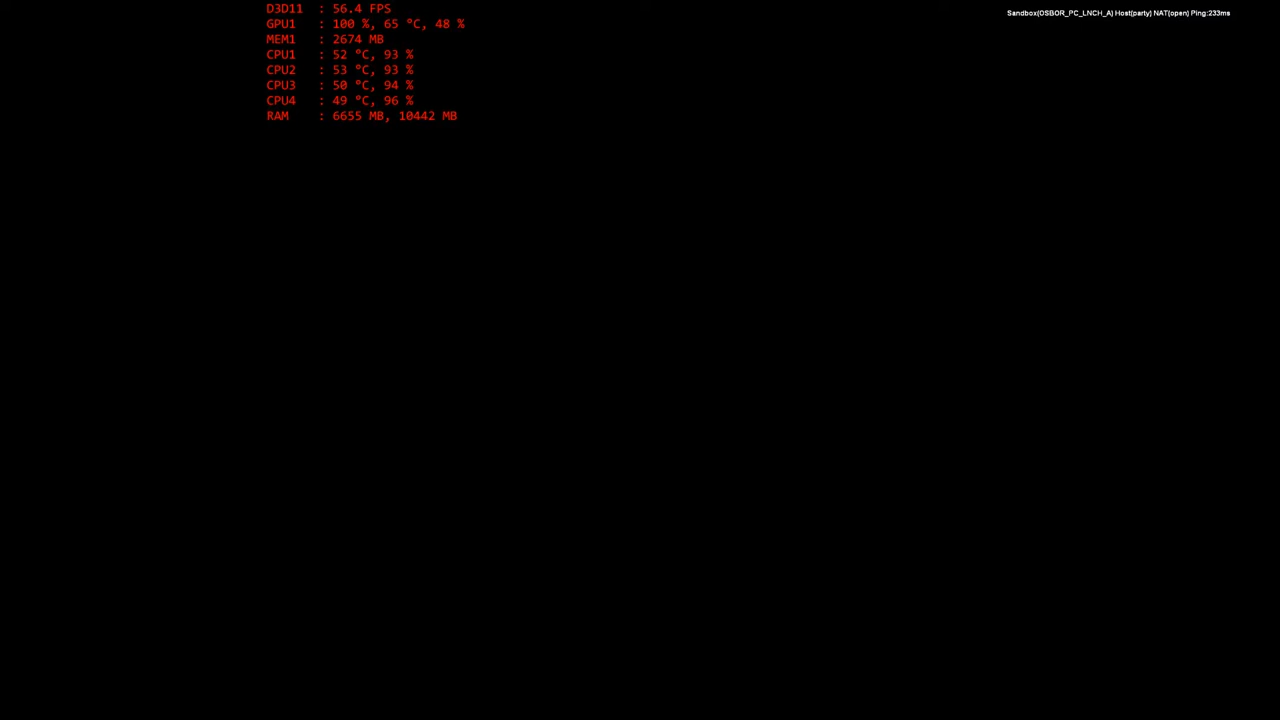 D3D11 : 56.4 FPS
GPU1 : 100 %, 65 °C, 48 %
MEM1 : 2674 MB
CPU1 : 52 °C, 93 %
CPU2 : 53 °C, 93 %
CPU3 : 50 °C, 94 %
CPU4 : 49 °C, 96 %
RAM : 6655 MB, 10442 MB
Sandbox(OSBOR_PC_LNCH_A) Host(party) NAT(open) Ping:233ms